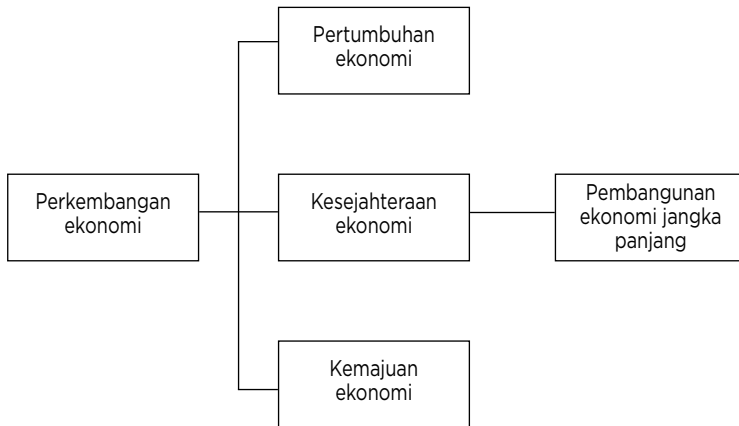 Pertumbuhan
ekonomi
Perkembangan
ekonomi
Kesejahteraan
ekonomi
Pembangunan
ekonomi jangka
panjang
Kemajuan
ekonomi